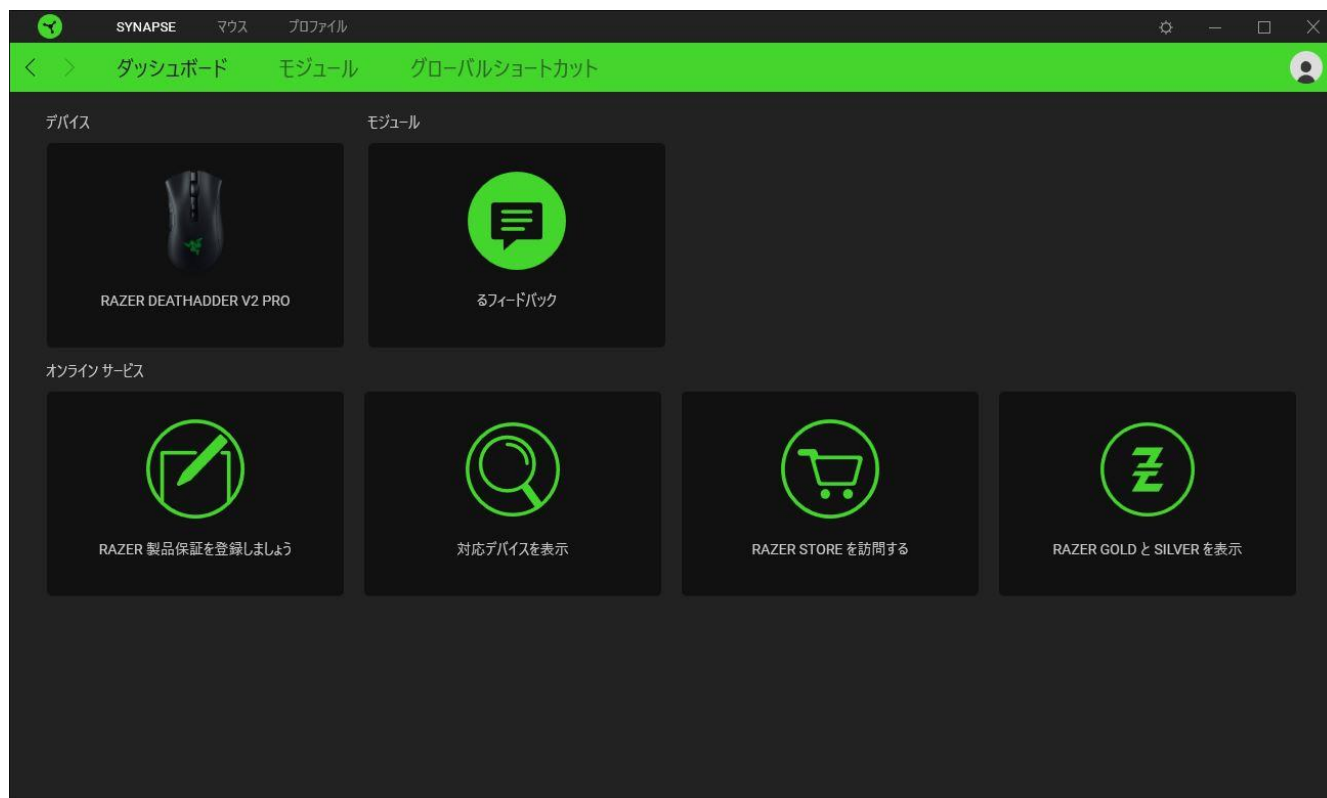 SYNAPSE マウス プロファイル
ダッシュボード モジュール グローバルショートカット
デバイス モジュール
RAZER DEATHADDER V2 PRO るフィードバック
オンライン サービス
RAZER 製品保証を登録しましょう 対応デバイスを表示 RAZER STORE を訪問する RAZER GOLD と SILVER を表示